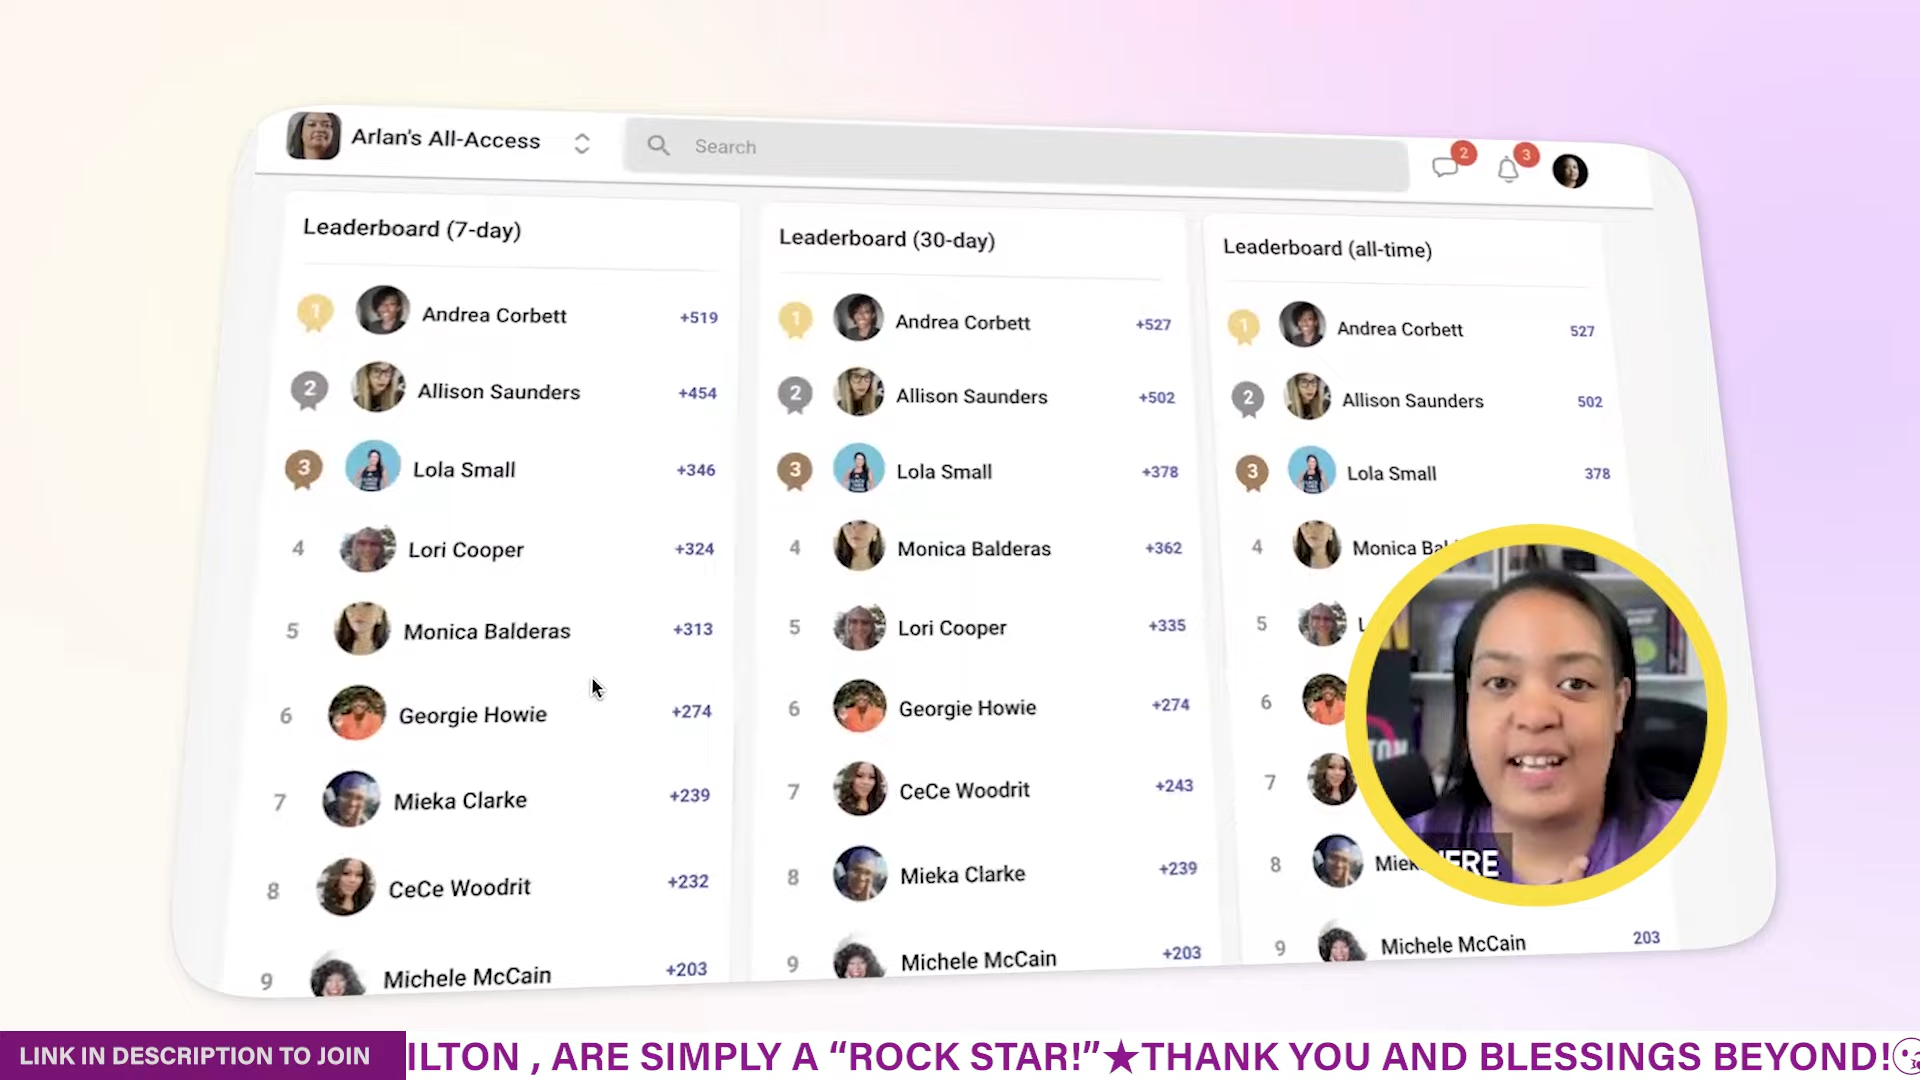 Arlan's All-Access
Search
2
3
Leaderboard (7-day)
1 Andrea Corbett +519
2 Allison Saunders +454
3 Lola Small +346
4 Lori Cooper +324
5 Monica Balderas +313
6 Georgie Howie +274
7 Mieka Clarke +239
8 CeCe Woodrit +232
9 Michele McCain +203
Leaderboard (30-day)
1 Andrea Corbett +527
2 Allison Saunders +502
3 Lola Small +378
4 Monica Balderas +362
5 Lori Cooper +335
6 Georgie Howie +274
7 CeCe Woodrit +243
8 Mieka Clarke +239
9 Michele McCain +203
Leaderboard (all-time)
1 Andrea Corbett 527
2 Allison Saunders 502
3 Lola Small 378
4 Monica
5
6
7
8
9 Michele McCain 203
LINK IN DESCRIPTION TO JOIN
ILTON , ARE SIMPLY A “ROCK STAR!”★THANK YOU AND BLESSINGS BEYOND!😘